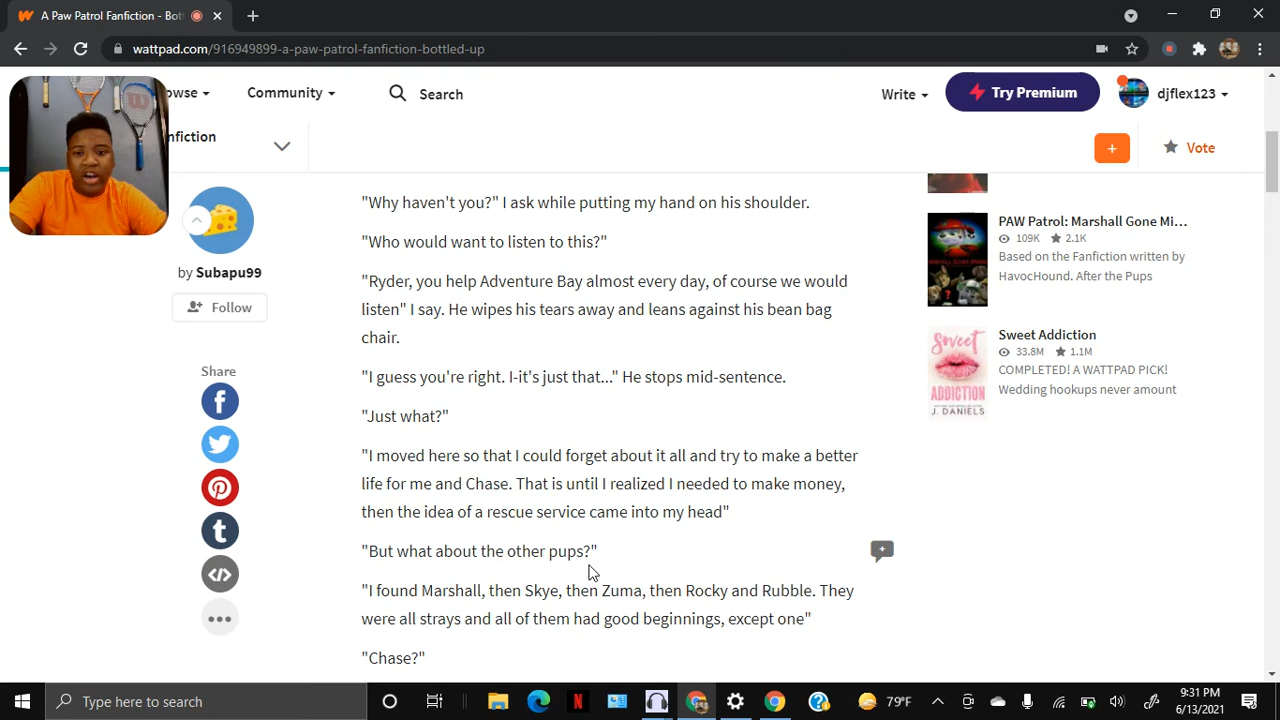 A Paw Patrol Fanfiction - Bot
wattpad.com/916949899-a-paw-patrol-fanfiction-bottled-up
owse
Community
Search
Write
Try Premium
djflex123
nfiction
+
Vote
by Subapu99
Follow
Share
"Why haven't you?" I ask while putting my hand on his shoulder.
"Who would want to listen to this?"
"Ryder, you help Adventure Bay almost every day, of course we would
listen" I say. He wipes his tears away and leans against his bean bag
chair.
"I guess you're right. I-it's just that..." He stops mid-sentence.
"Just what?"
"I moved here so that I could forget about it all and try to make a better
life for me and Chase. That is until I realized I needed to make money,
then the idea of a rescue service came into my head"
"But what about the other pups?"
"I found Marshall, then Skye, then Zuma, then Rocky and Rubble. They
were all strays and all of them had good beginnings, except one"
"Chase?"
PAW Patrol: Marshall Gone Mi...
109K 2.1K
Based on the Fanfiction written by
HavocHound. After the Pups
Sweet
ADDICTION
J. DANIELS
Sweet Addiction
33.8M 1.1M
COMPLETED! A WATTPAD PICK!
Wedding hookups never amount
Type here to search
79°F
9:31 PM
6/13/2021